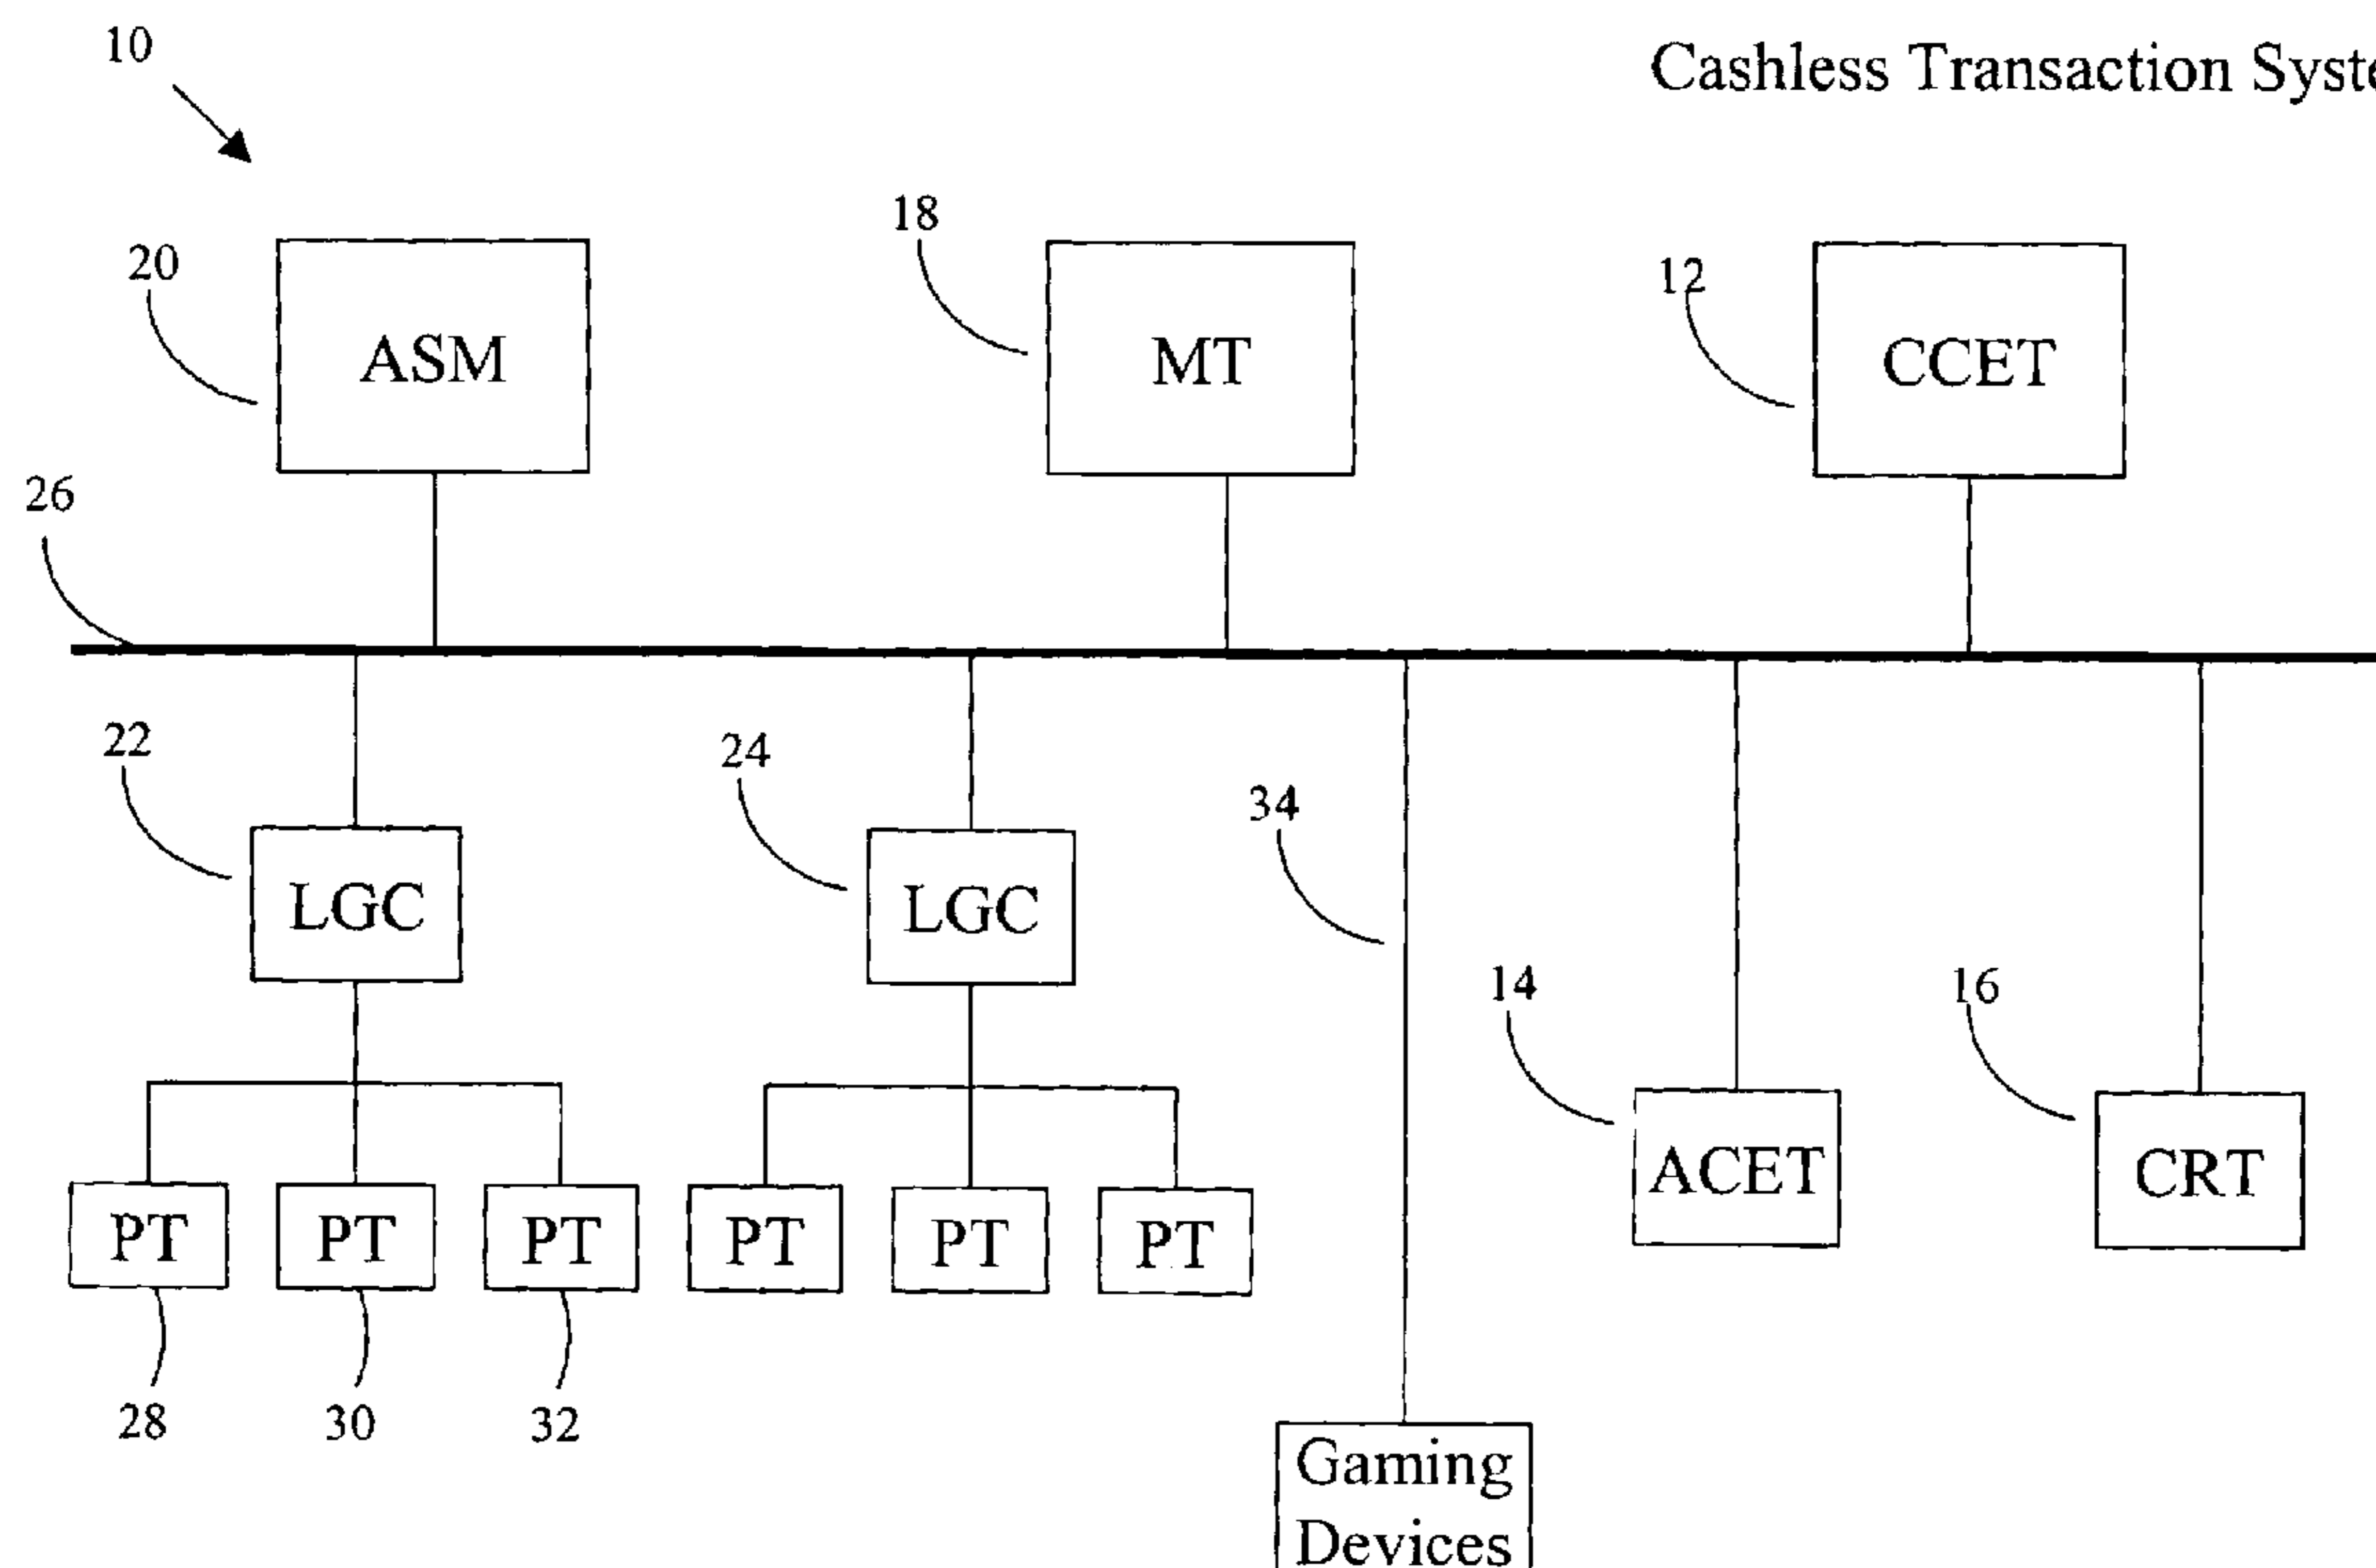 10
Cashless Transaction Syste
18
20
12
ASM
MT
CCET
26
22
24
34
LGC
LGC
14
16
ACET
CRT
PT
PT
PT
PT
PT
PT
28
30
32
Gaming
Devices